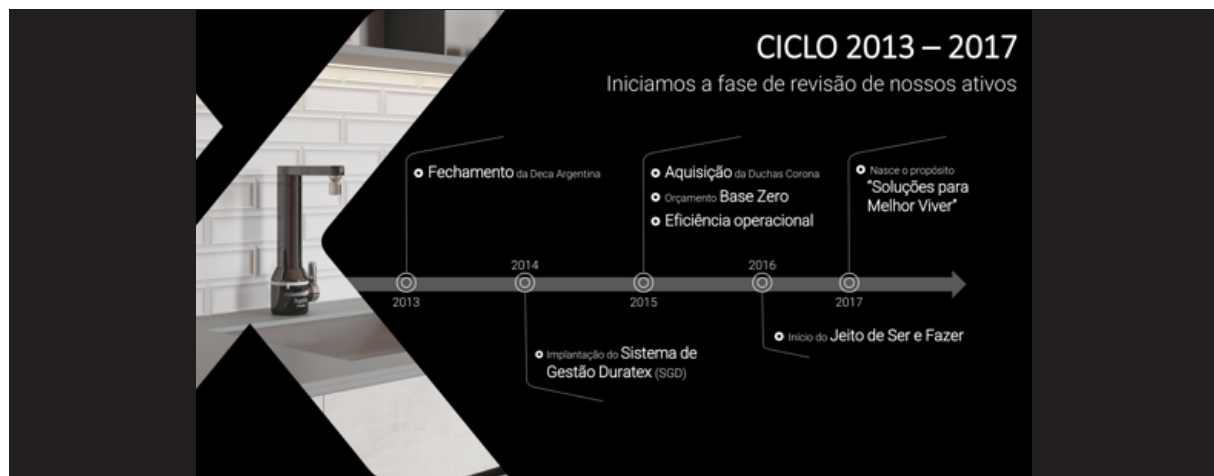 CICLO 2013 – 2017
Iniciamos a fase de revisão de nossos ativos
Fechamento da Deca Argentina
Aquisição da Duchas Corona
Orçamento Base Zero
Eficiência operacional
Nasce o propósito
"Soluções para
Melhor Viver"
2014
2016
2013
2015
2017
Implantação do Sistema de
Gestão Duratex (SGD)
Início do Jeito de Ser e Fazer